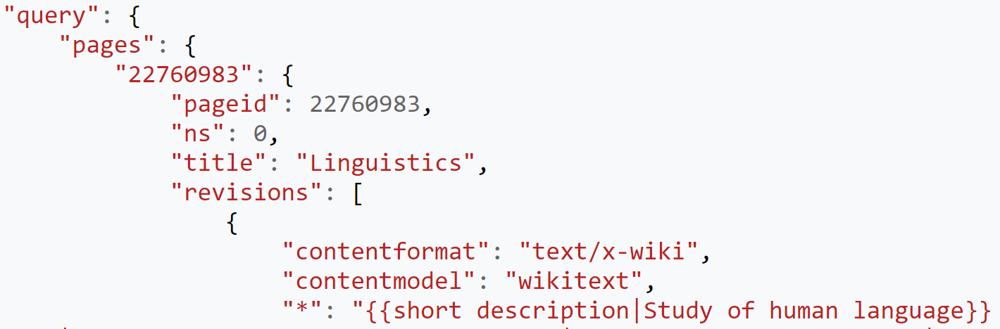 "query": {
"pages": {
"22760983": {
"pageid": 22760983,
"ns": 0,
"title": "Linguistics",
"revisions": [
{
"contentformat": "text/x-wiki",
"contentmodel": "wikitext",
"*": "{{short description|Study of human language}}